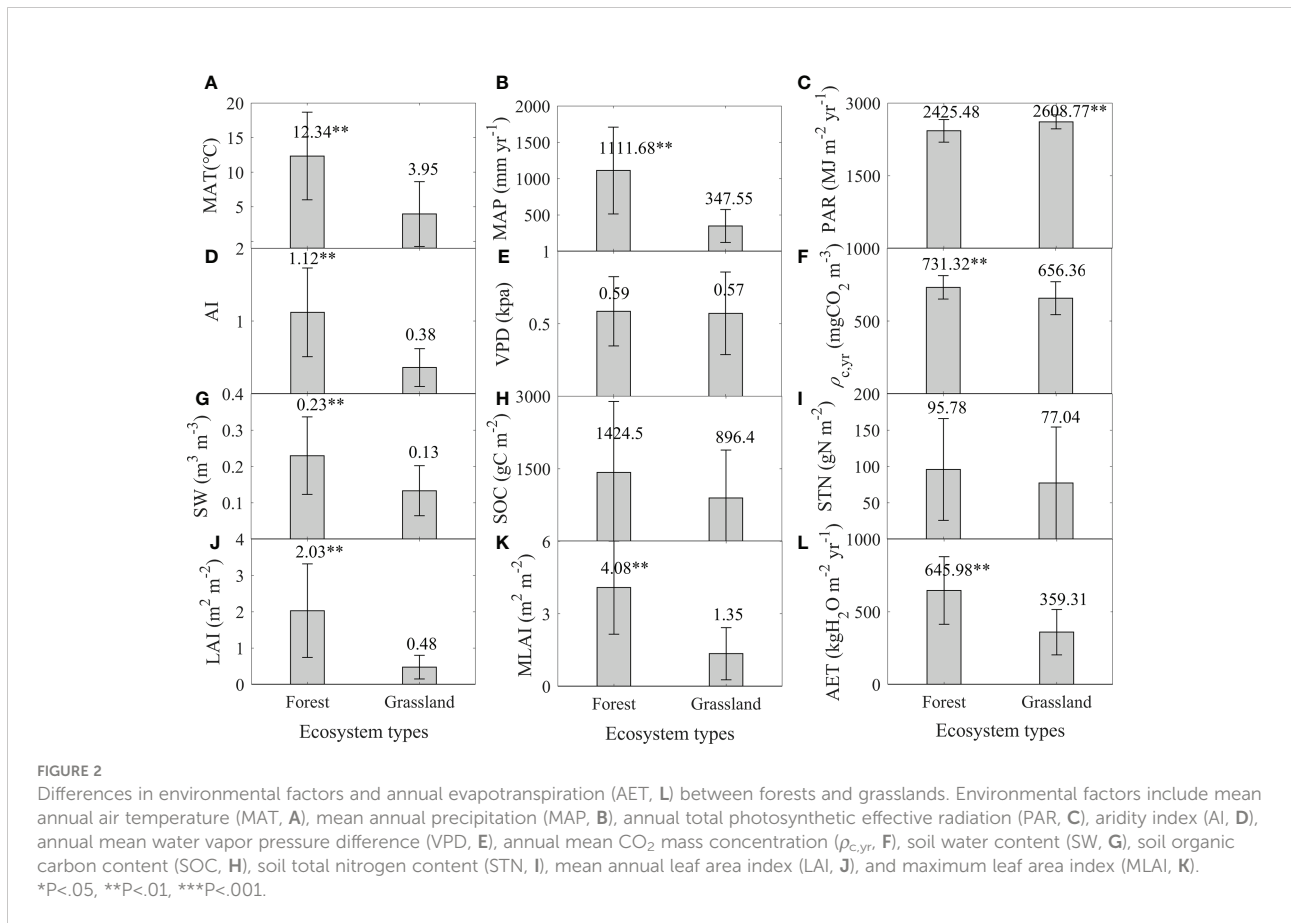 A
B
C
20
15
10
5
2
MAT(°C)
12.34**
3.95
2000
1500
1000
500
1
MAP (mm yr⁻¹)
1111.68**
347.55
3000
1500
1000
PAR (MJ m⁻² yr⁻¹)
2425.48
2608.77**
D
E
F
1
0.4
AI
1.12**
0.38
0.5
3000
VPD (kpa)
0.59
0.57
500
200
ρc,yr (mgCO₂ m⁻³)
731.32**
656.36
G
H
I
0.3
0.2
0.1
4
SW (m³ m⁻³)
0.23**
0.13
1500
6
SOC (gC m⁻²)
1424.5
896.4
150
100
50
1000
STN (gN m⁻²)
95.78
77.04
J
K
L
3
2
1
0
LAI (m² m⁻²)
2.03**
0.48
3
0
MLAI (m² m⁻²)
4.08**
1.35
500
0
AET (kgH₂O m⁻² yr⁻¹)
645.98**
359.31
Forest Grassland
Forest Grassland
Forest Grassland
Ecosystem types
Ecosystem types
Ecosystem types
FIGURE 2
Differences in environmental factors and annual evapotranspiration (AET, L) between forests and grasslands. Environmental factors include mean
annual air temperature (MAT, A), mean annual precipitation (MAP, B), annual total photosynthetic effective radiation (PAR, C), aridity index (AI, D),
annual mean water vapor pressure difference (VPD, E), annual mean CO₂ mass concentration (ρc,yr, F), soil water content (SW, G), soil organic
carbon content (SOC, H), soil total nitrogen content (STN, I), mean annual leaf area index (LAI, J), and maximum leaf area index (MLAI, K).
*P<.05, **P<.01, ***P<.001.